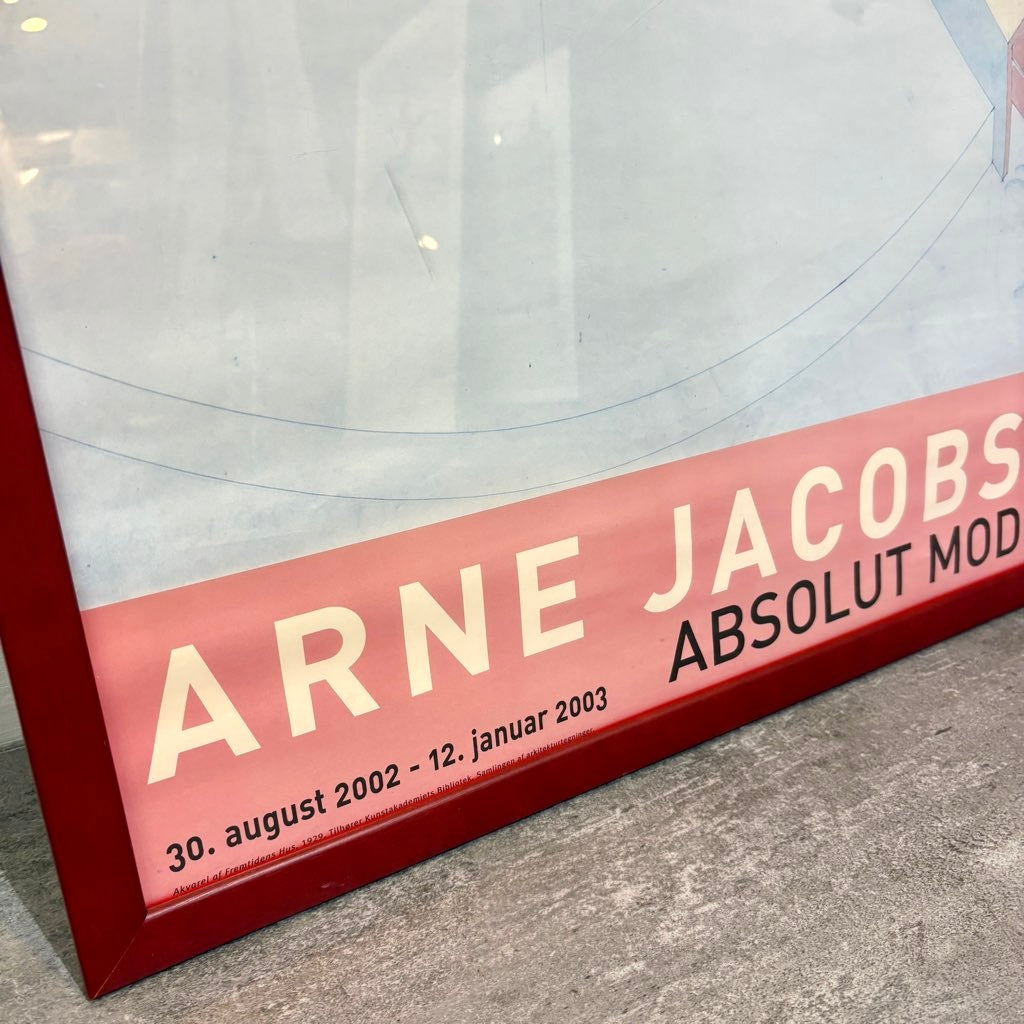 ARNE JACOBS
ABSOLUT MOD
30. august 2002 - 12. januar 2003
Akvarel af Fremtidens Hus, 1929. Tilhører Kunstakademiets Bibliotek, Samlingen af arkitekturtegninger.